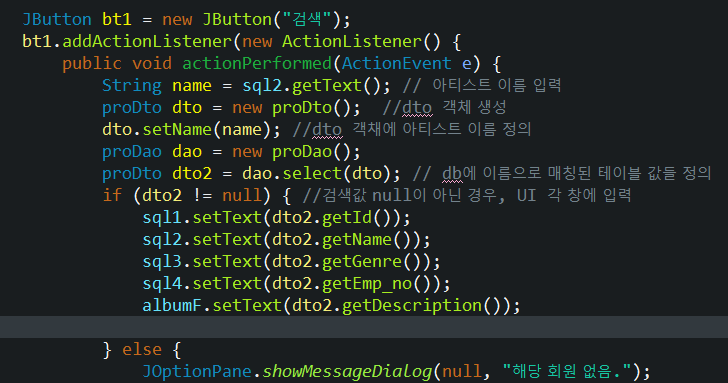 JButton bt1 = new JButton("검색");
bt1.addActionListener(new ActionListener() {
public void actionPerformed(ActionEvent e) {
String name = sql2.getText(); // 아티스트 이름 입력
proDto dto = new proDto();  //dto 객체 생성
dto.setName(name); //dto 객채에 아티스트 이름 정의
proDao dao = new proDao();
proDto dto2 = dao.select(dto); // db에 이름으로 매칭된 테이블 값들 정의
if (dto2 != null) { //검색값 null이 아닌 경우, UI 각 창에 입력
sql1.setText(dto2.getId());
sql2.setText(dto2.getName());
sql3.setText(dto2.getGenre());
sql4.setText(dto2.getEmp_no());
albumF.setText(dto2.getDescription());
} else {
JOptionPane.showMessageDialog(null, "해당 회원 없음.");